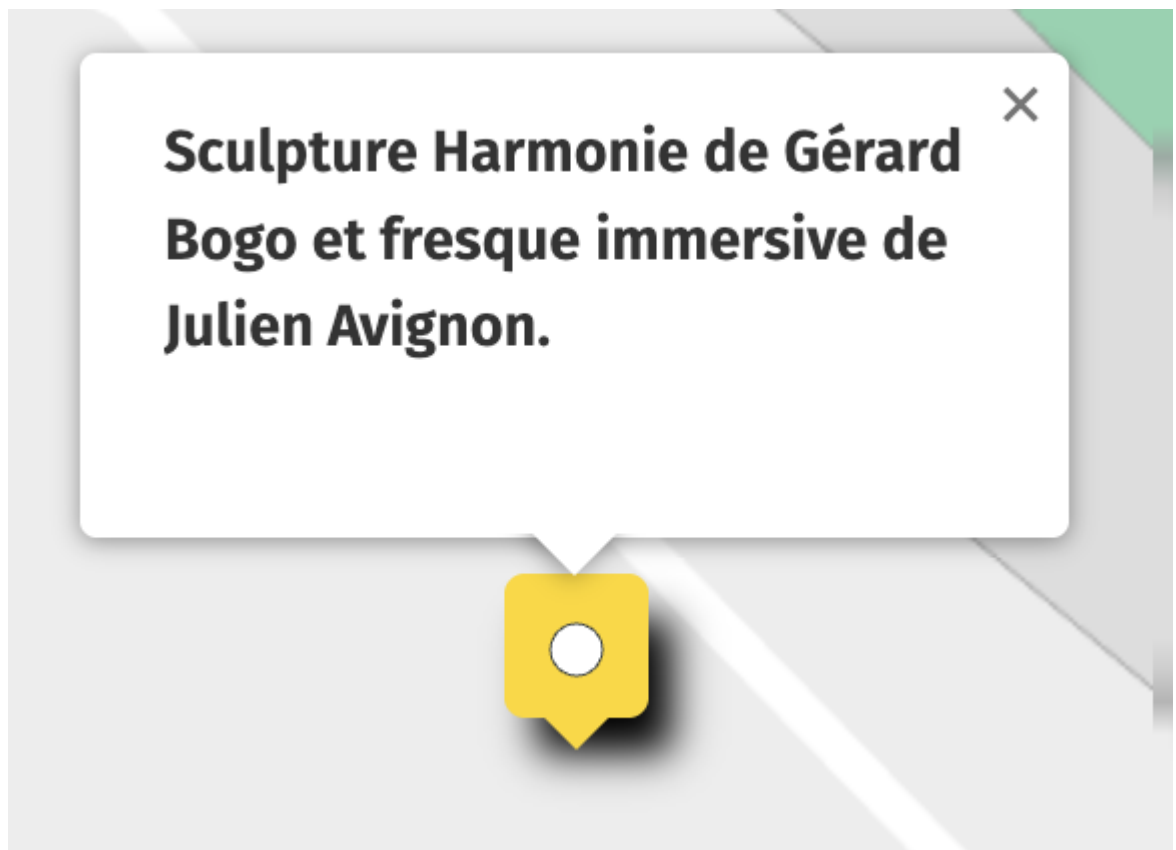 Sculpture Harmonie de Gérard
Bogo et fresque immersive de
Julien Avignon.